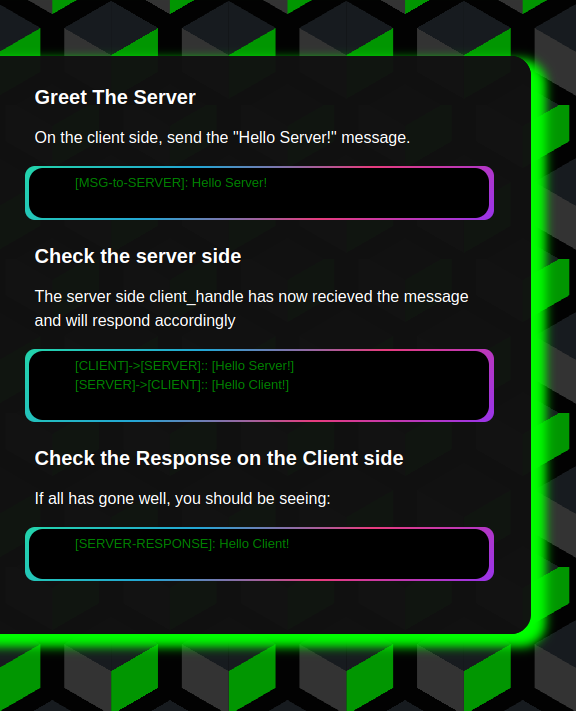 Greet The Server
On the client side, send the "Hello Server!" message.
[MSG-to-SERVER]: Hello Server!
Check the server side
The server side client_handle has now recieved the message
and will respond accordingly
[CLIENT]->[SERVER]:: [Hello Server!]
[SERVER]->[CLIENT]:: [Hello Client!]
Check the Response on the Client side
If all has gone well, you should be seeing:
[SERVER-RESPONSE]: Hello Client!